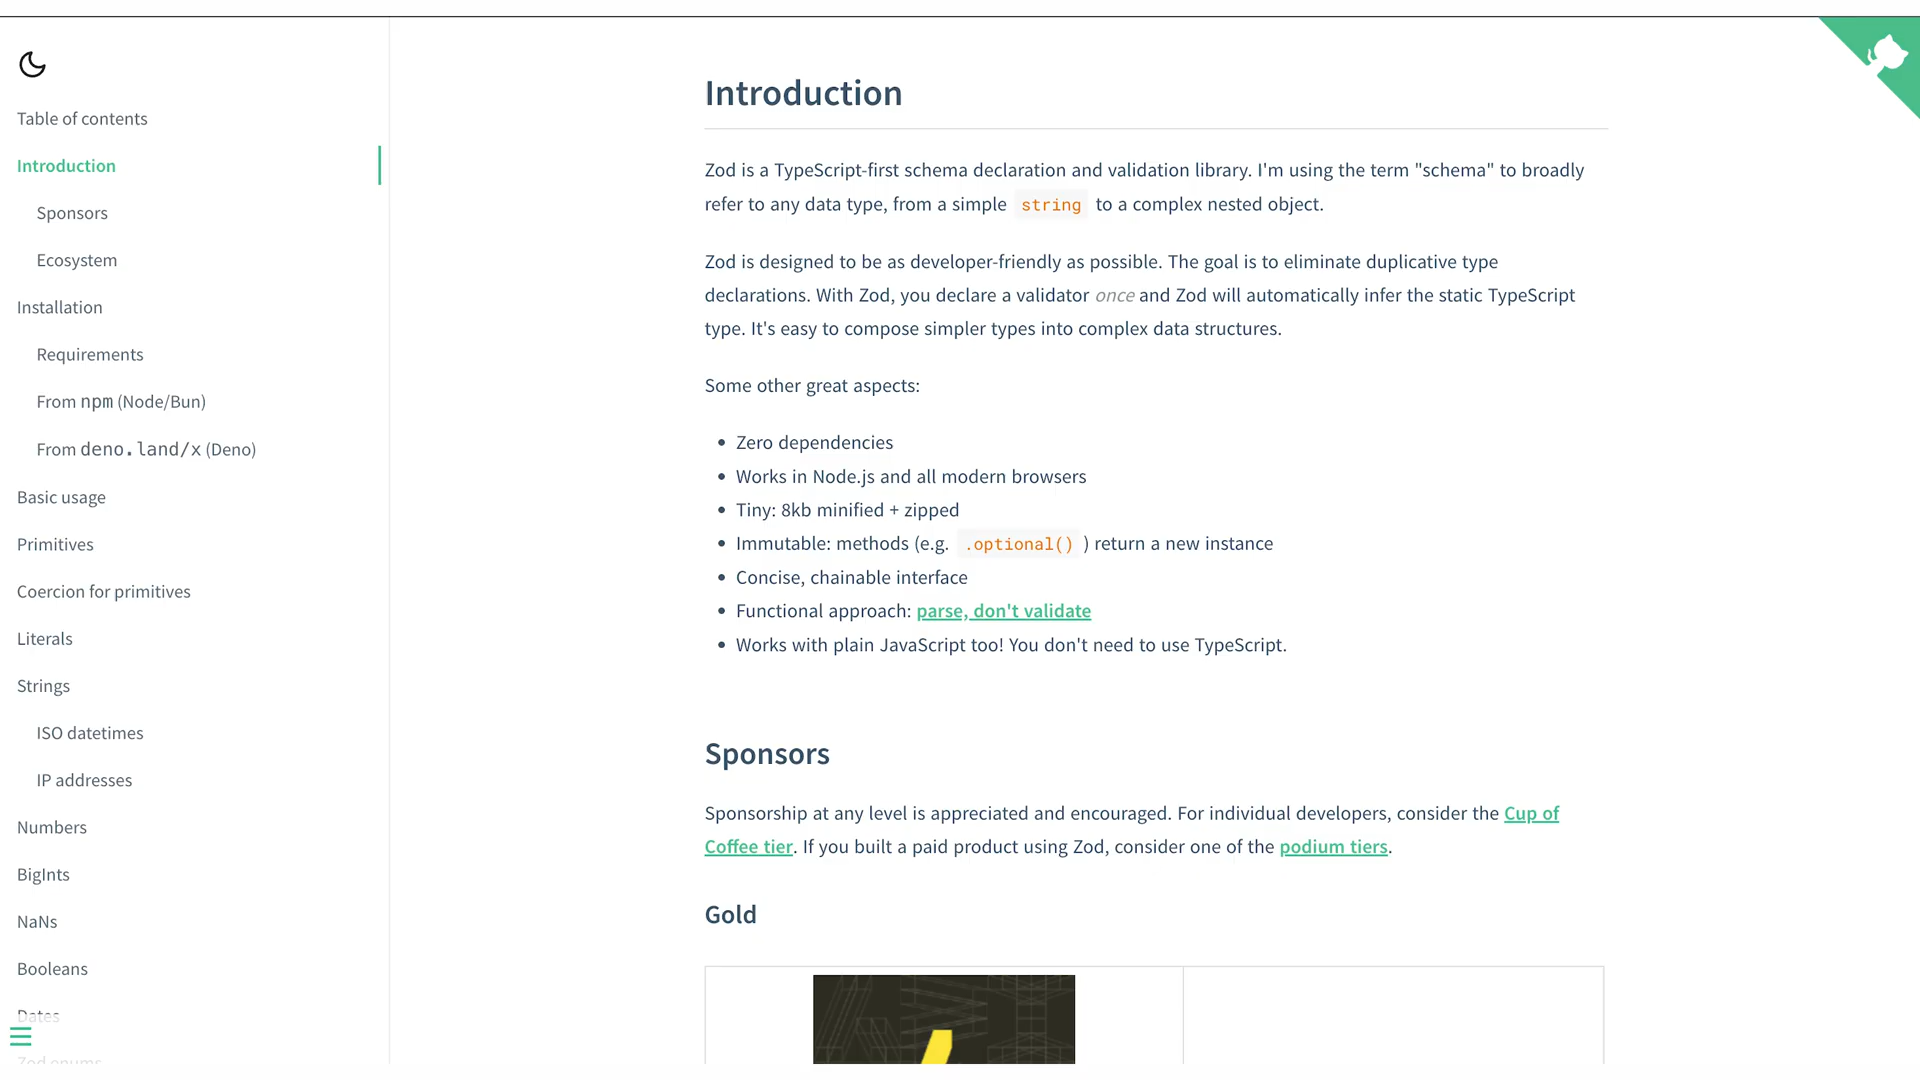 Table of contents
Introduction
Sponsors
Ecosystem
Installation
Requirements
From npm (Node/Bun)
From deno.land/x (Deno)
Basic usage
Primitives
Coercion for primitives
Literals
Strings
ISO datetimes
IP addresses
Numbers
BigInts
NaNs
Booleans
Dates
Zod enums
Introduction
Zod is a TypeScript-first schema declaration and validation library. I'm using the term "schema" to broadly
refer to any data type, from a simple string to a complex nested object.
Zod is designed to be as developer-friendly as possible. The goal is to eliminate duplicative type
declarations. With Zod, you declare a validator once and Zod will automatically infer the static TypeScript
type. It's easy to compose simpler types into complex data structures.
Some other great aspects:
• Zero dependencies
• Works in Node.js and all modern browsers
• Tiny: 8kb minified + zipped
• Immutable: methods (e.g. .optional() ) return a new instance
• Concise, chainable interface
• Functional approach: parse, don't validate
• Works with plain JavaScript too! You don't need to use TypeScript.
Sponsors
Sponsorship at any level is appreciated and encouraged. For individual developers, consider the Cup of
Coffee tier. If you built a paid product using Zod, consider one of the podium tiers.
Gold